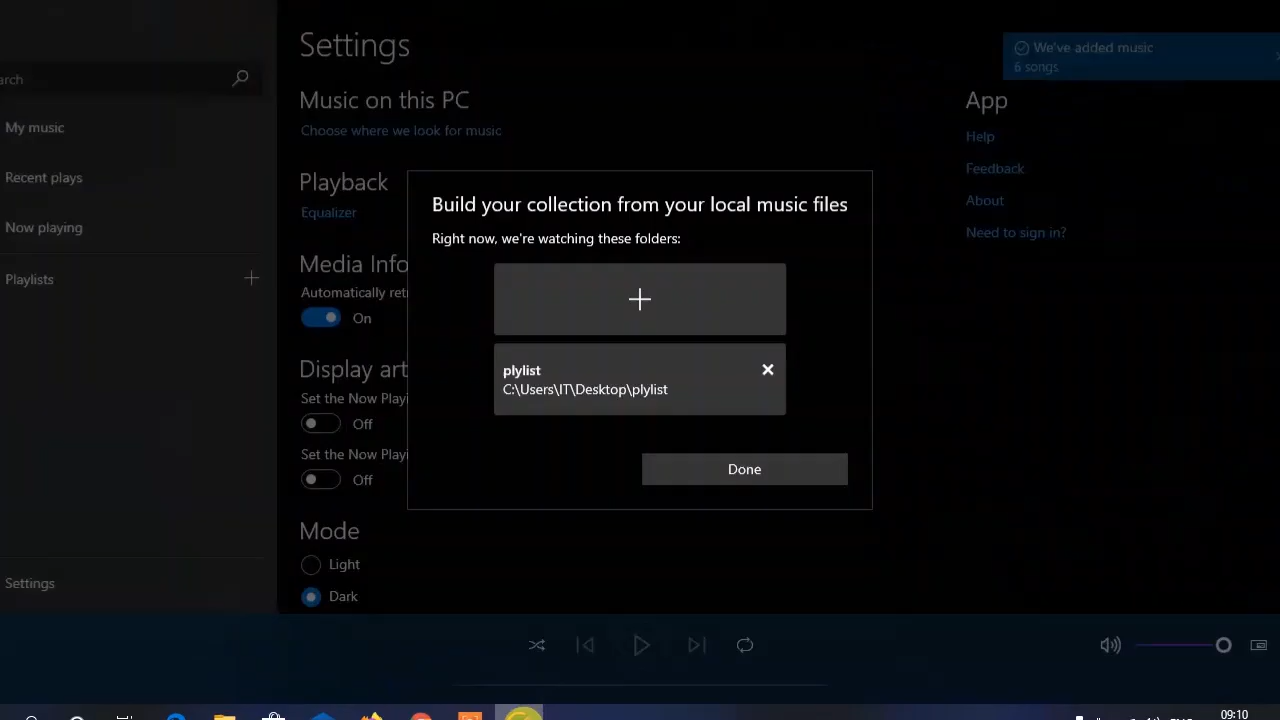 Settings
We've added music
6 songs
arch
Music on this PC
App
My music
Choose where we look for music
Help
Recent plays
Playback
Feedback
Equalizer
About
Now playing
Need to sign in?
Playlists
Media Info
Automatically retr
On
Display art
Set the Now Playi
Off
Set the Now Playi
Off
Mode
Light
Dark
Settings
Build your collection from your local music files
Right now, we're watching these folders:
plylist
C:\Users\IT\Desktop\plylist
Done
09:10